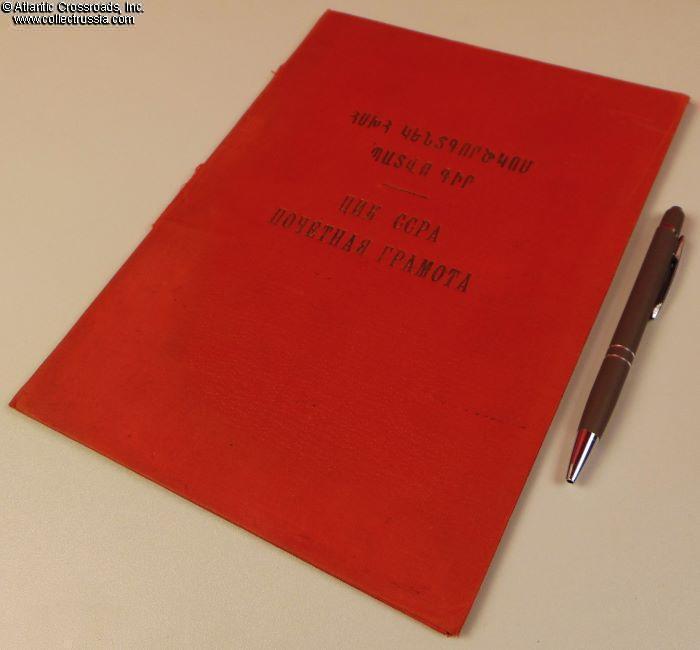 © Atlantic Crossroads, Inc.
www.collectrussia.com
ՀՍԽՀ ԿԵՆՏԳՈՐԾԿՈՄ
ՊԱՏՎՈ ԳԻՐ
ЦИК ССРА
ПОЧЕТНАЯ ГРАМОТА